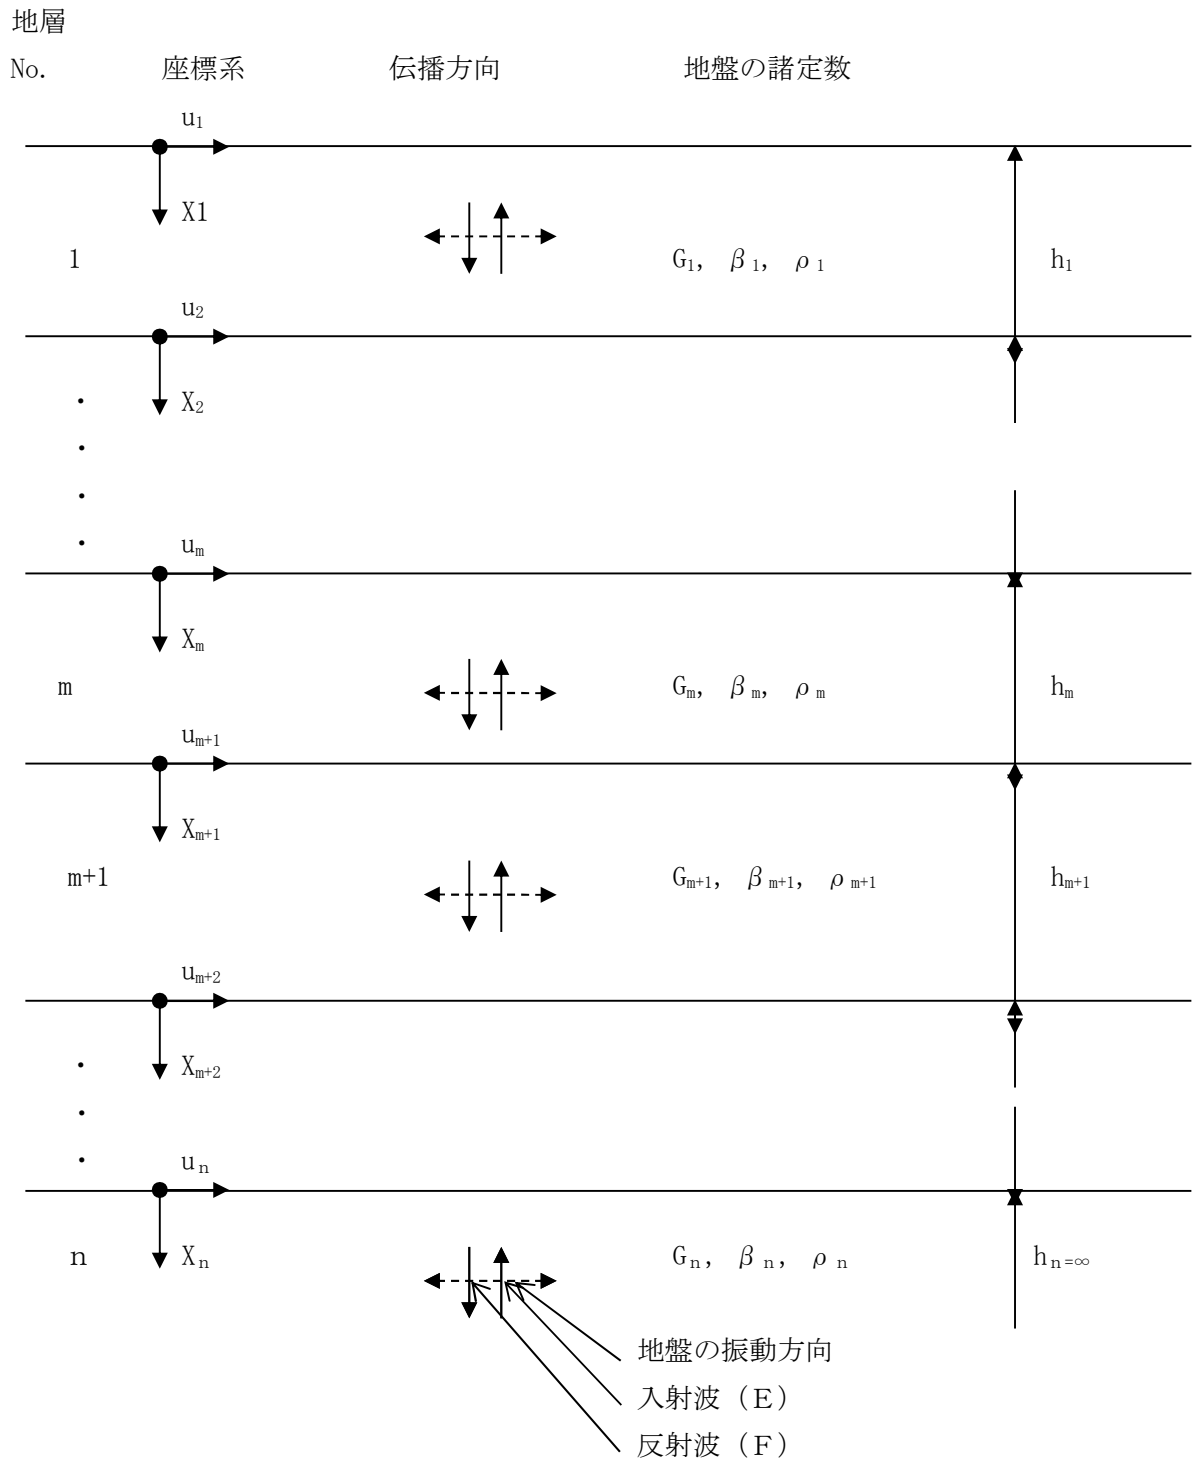 地層
No. 座標系 伝播方向 地盤の諸定数
u₁
X1
1 G₁, β₁, ρ₁ h₁
u₂
X₂
・
・
・
・
uₘ
Xₘ
m Gₘ, βₘ, ρₘ hₘ
uₘ₊₁
Xₘ₊₁
m+1 Gₘ₊₁, βₘ₊₁, ρₘ₊₁ hₘ₊₁
uₘ₊₂
Xₘ₊₂
・
・
・
uₙ
n Xₙ Gₙ, βₙ, ρₙ hₙ₌∞
地盤の振動方向
入射波（E）
反射波（F）